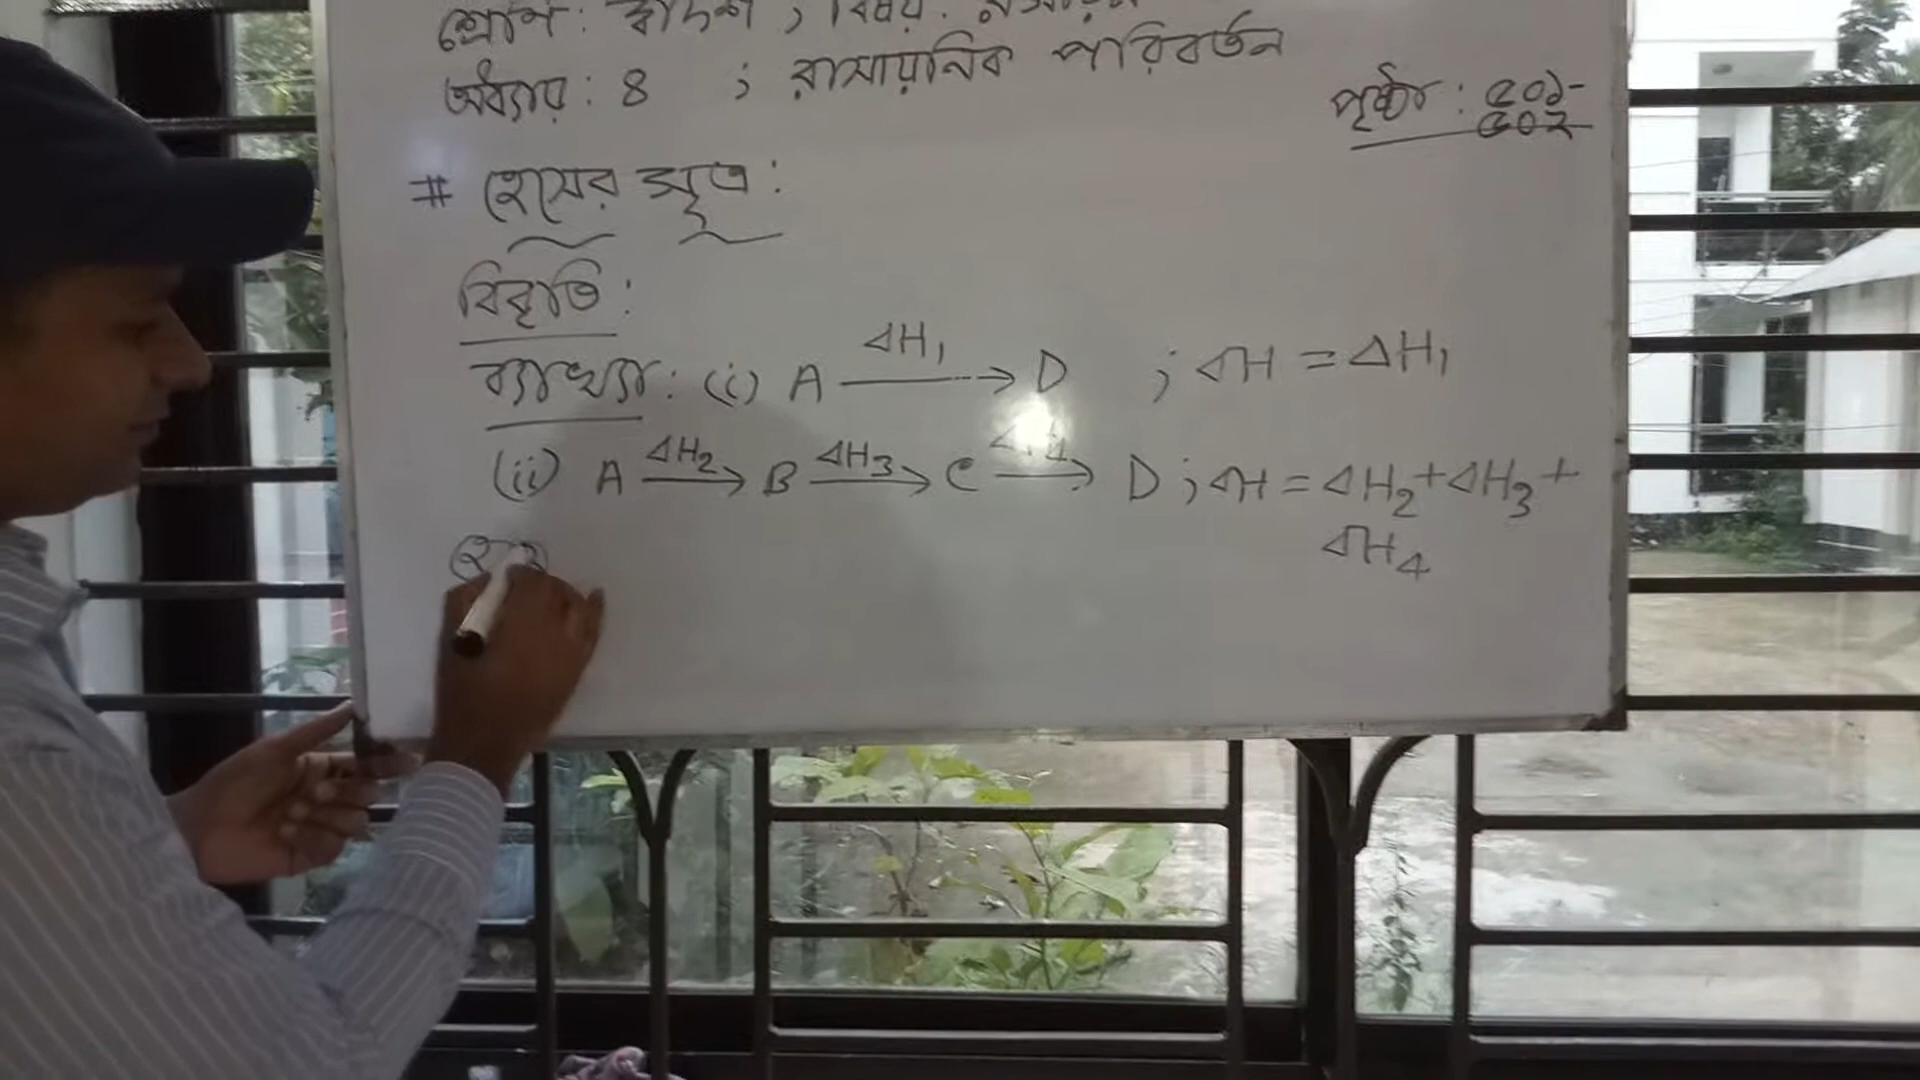 শ্রেণি : দ্বাদশ ; বিষয় : রসায়ন
অধ্যায় : ৪ ; রাসায়নিক পরিবর্তন
পৃষ্ঠা : ৫০১-
৫০২
# হেসের সূত্র :
বিবৃতি :
ব্যাখ্যা : (i) A ΔH₁ → D ; ΔH = ΔH₁
(ii) A ΔH₂ → B ΔH₃ → C ΔH₄ → D ; ΔH = ΔH₂ + ΔH₃ +
ΔH₄